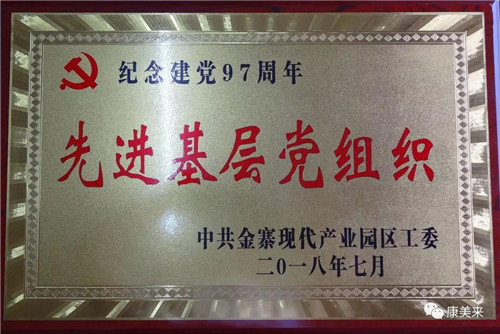 纪念建党97周年
先进基层党组织
中共金寨现代产业园区工委
二〇一八年七月
康美来